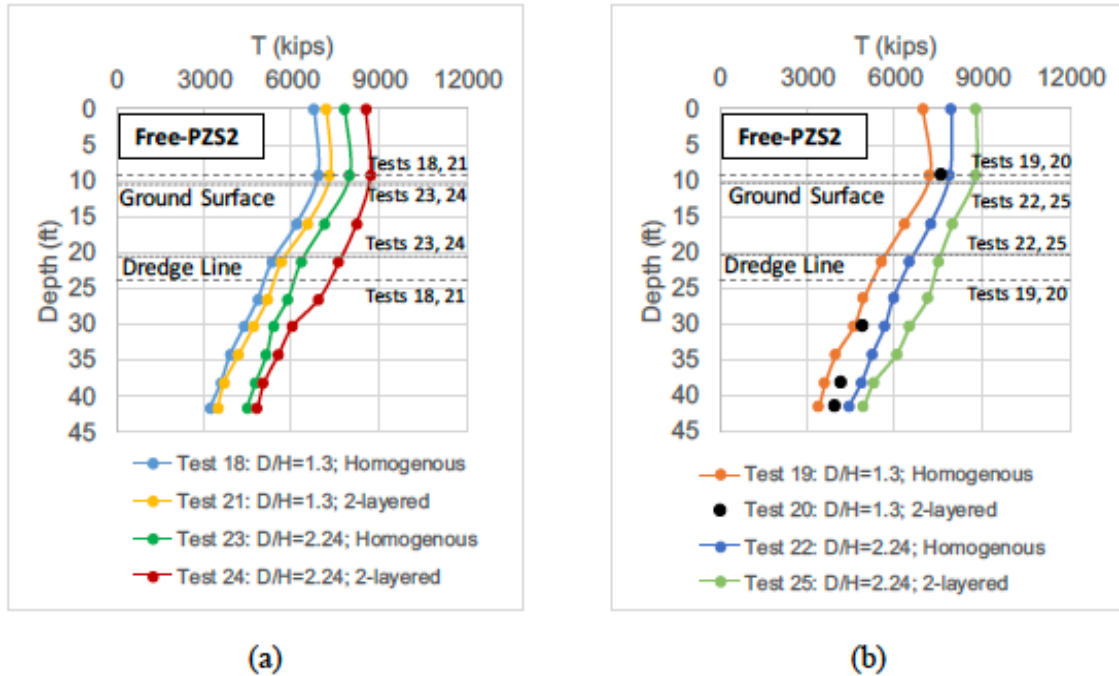 T (kips)
0 3000 6000 9000 12000
0
Free-PZS2
5
Tests 18, 21
10
Ground Surface
Tests 23, 24
15
Depth (ft)
Tests 23, 24
20
Dredge Line
25
Tests 18, 21
30
35
40
45
Test 18: D/H=1.3; Homogenous
Test 21: D/H=1.3; 2-layered
Test 23: D/H=2.24; Homogenous
Test 24: D/H=2.24; 2-layered
(a)
T (kips)
0 3000 6000 9000 12000
0
Free-PZS2
5
Tests 19, 20
10
Ground Surface
Tests 22, 25
15
Depth (ft)
Tests 22, 25
20
Dredge Line
25
Tests 19, 20
30
35
40
45
Test 19: D/H=1.3; Homogenous
Test 20: D/H=1.3; 2-layered
Test 22: D/H=2.24; Homogenous
Test 25: D/H=2.24; 2-layered
(b)